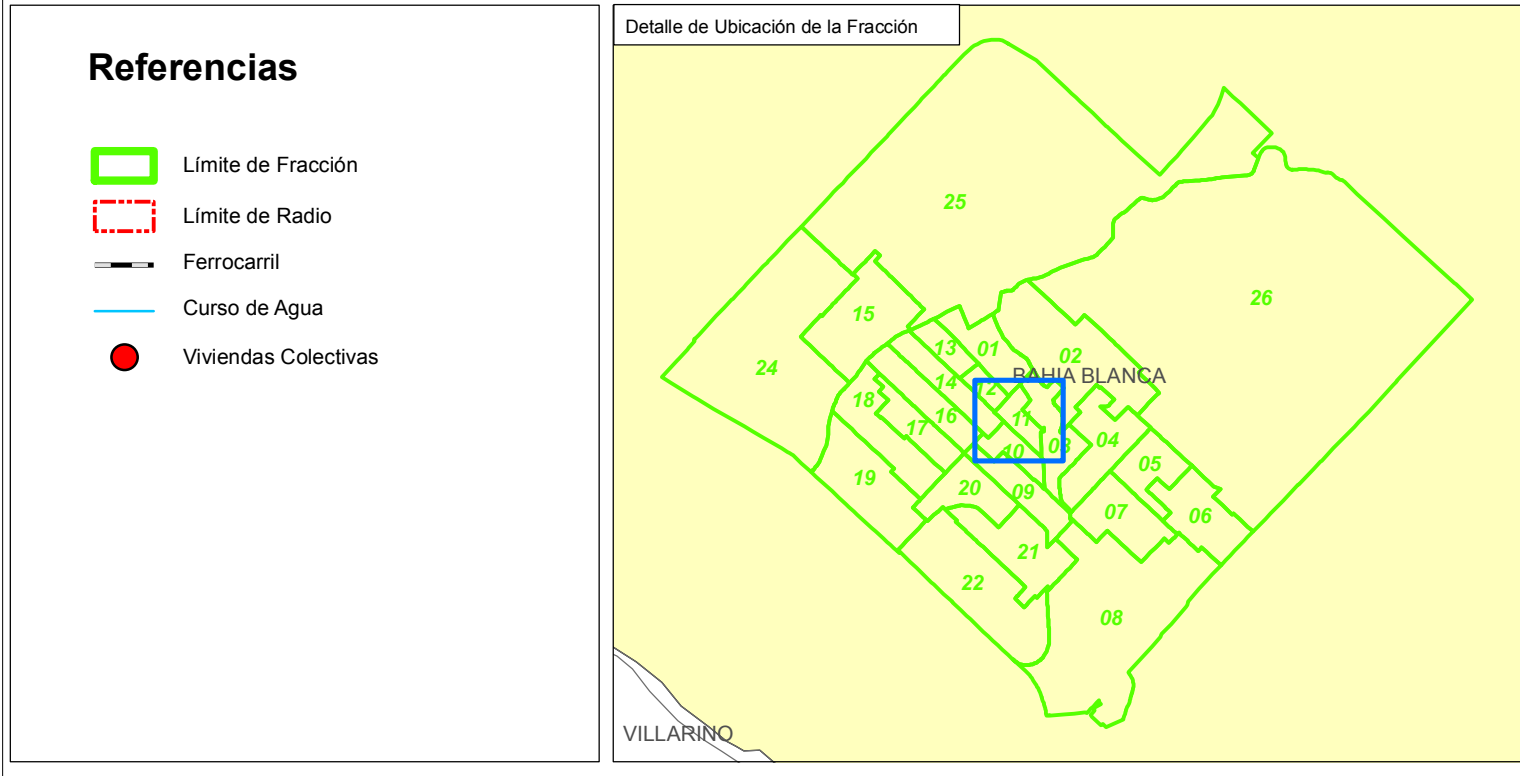 Referencias
Límite de Fracción
Límite de Radio
Ferrocarril
Curso de Agua
Viviendas Colectivas
Detalle de Ubicación de la Fracción
25
26
15
13
01
02
BAHIA BLANCA
24
14
12
18
16
11
17
10
03
04
05
19
20
09
07
06
21
22
08
VILLARINO